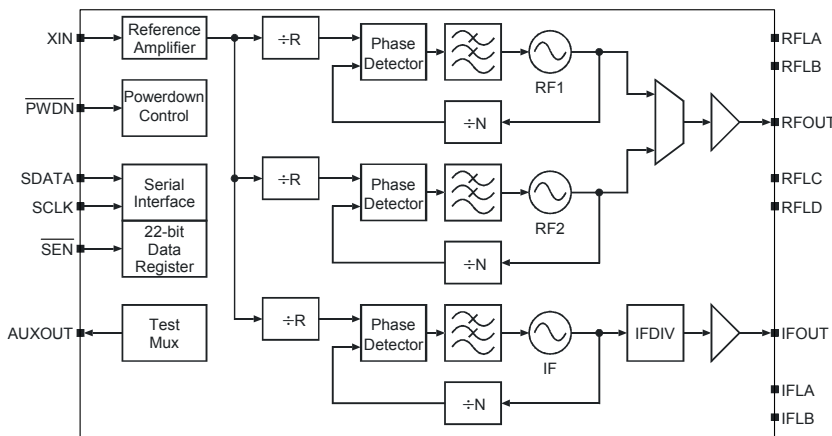 XIN
Reference
Amplifier
÷R
Phase
Detector
RF1
÷N
RFLA
RFLB
PWDN
Powerdown
Control
RFOUT
SDATA
SCLK
Serial
Interface
÷R
Phase
Detector
RF2
÷N
RFLC
RFLD
SEN
22-bit
Data
Register
AUXOUT
Test
Mux
÷R
Phase
Detector
IF
÷N
IFDIV
IFOUT
IFLA
IFLB